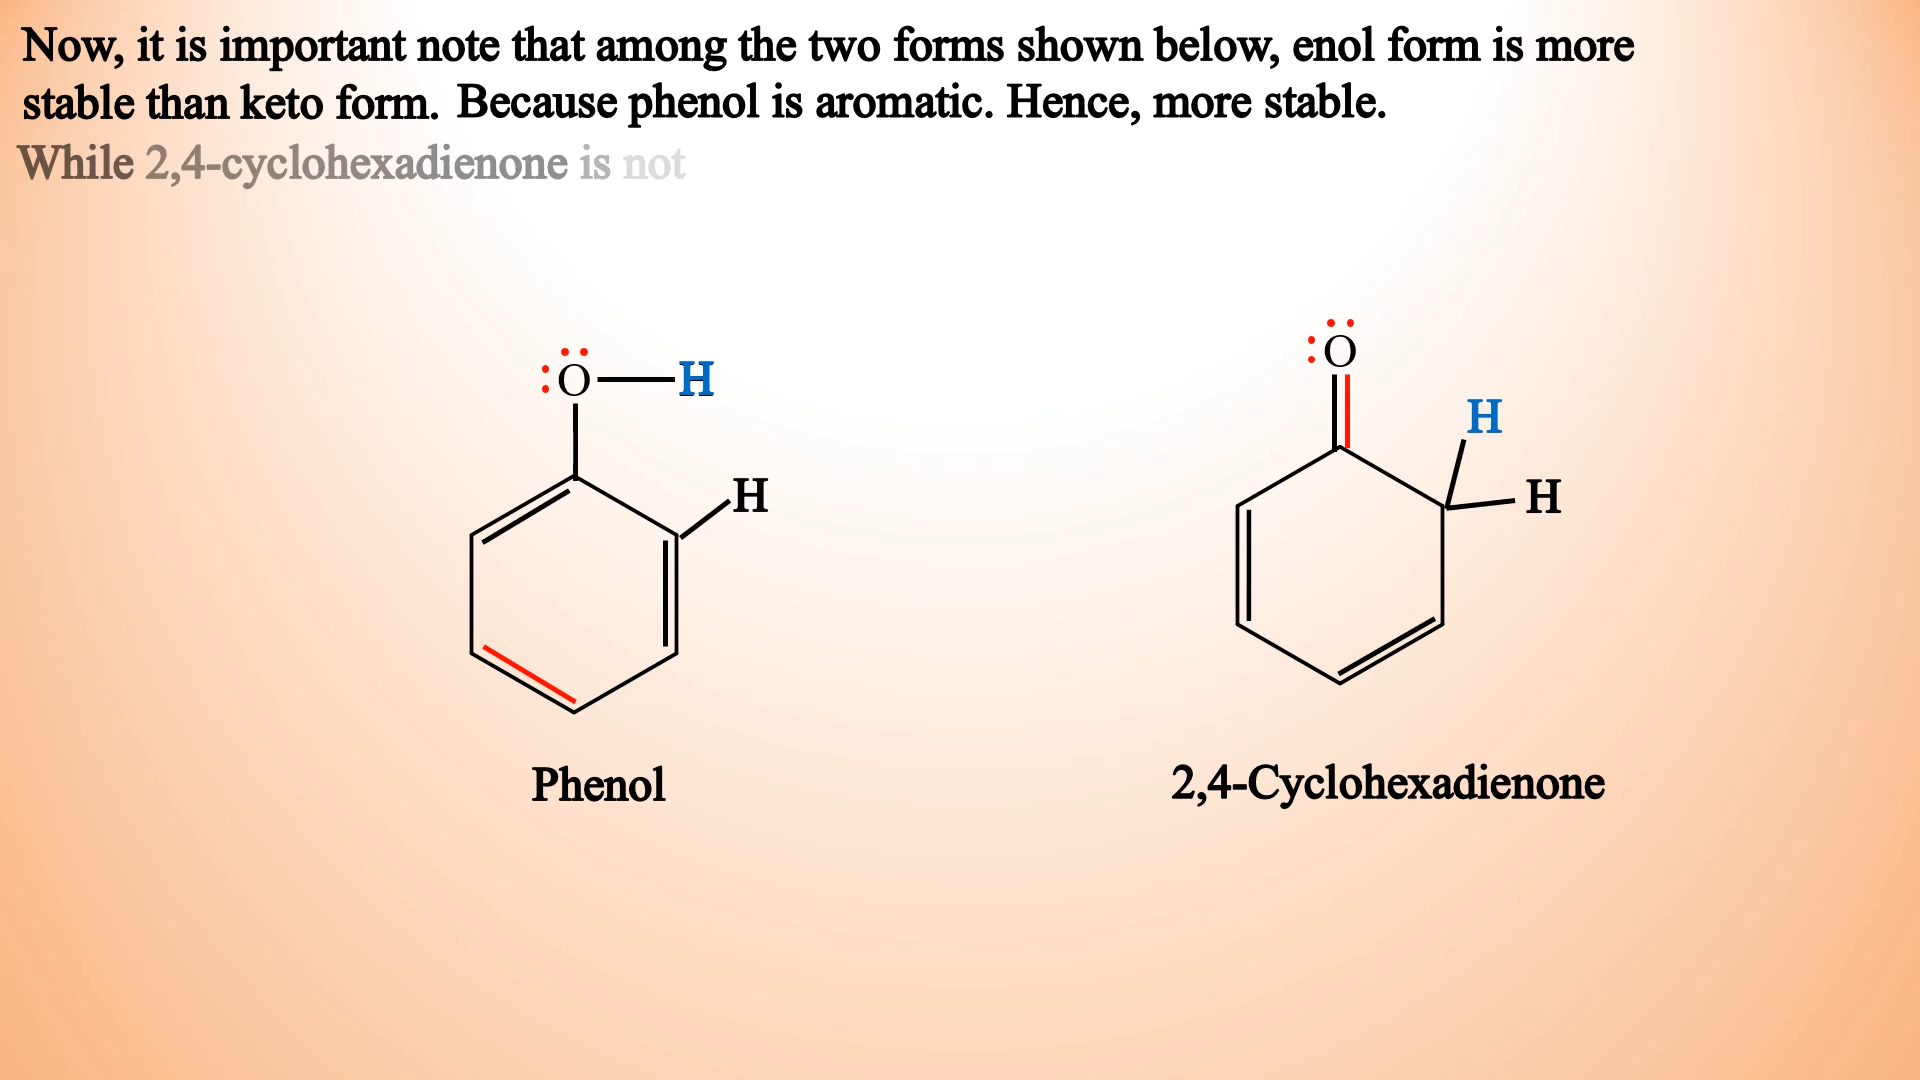 Now, it is important note that among the two forms shown below, enol form is more
stable than keto form. Because phenol is aromatic. Hence, more stable.
While 2,4-cyclohexadienone is not
:O
O—H
H
H
H
Phenol
2,4-Cyclohexadienone